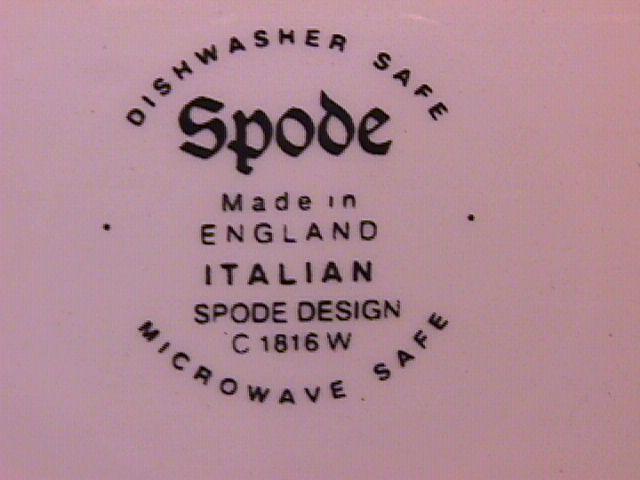 DISHWASHER SAFE
Spode
Made in
ENGLAND
ITALIAN
SPODE DESIGN
C 1816 W
MICROWAVE SAFE